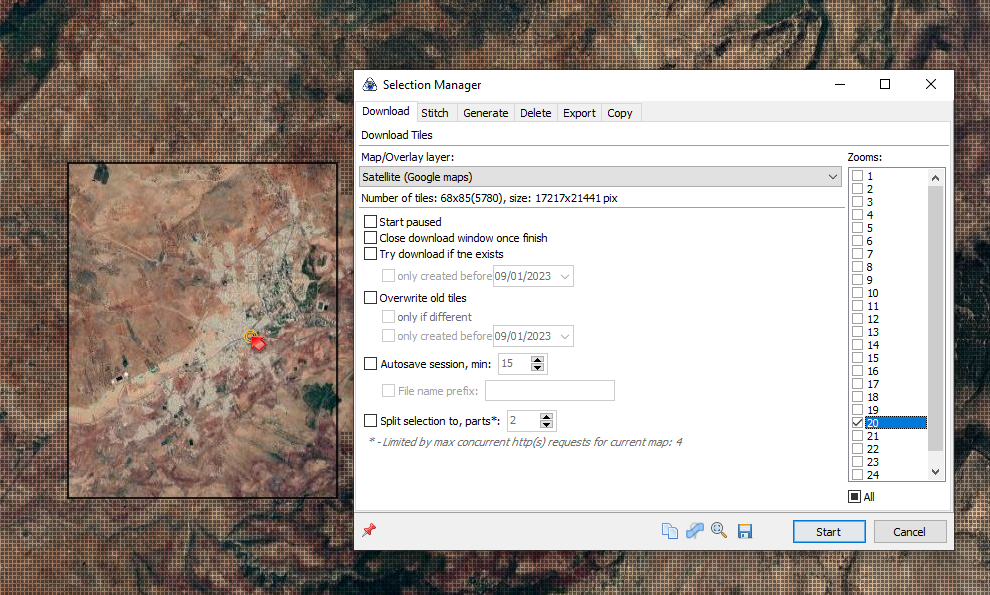 Selection Manager
Download Stitch Generate Delete Export Copy
Download Tiles
Map/Overlay layer:
Satellite (Google maps)
Number of tiles: 68x85(5780), size: 17217x21441 pix
Start paused
Close download window once finish
Try download if tne exists
only created before 09/01/2023
Overwrite old tiles
only if different
only created before 09/01/2023
Autosave session, min: 15
File name prefix:
Split selection to, parts*: 2
* - Limited by max concurrent http(s) requests for current map: 4
Zooms:
1
2
3
4
5
6
7
8
9
10
11
12
13
14
15
16
17
18
19
20
21
22
23
24
All
Start Cancel